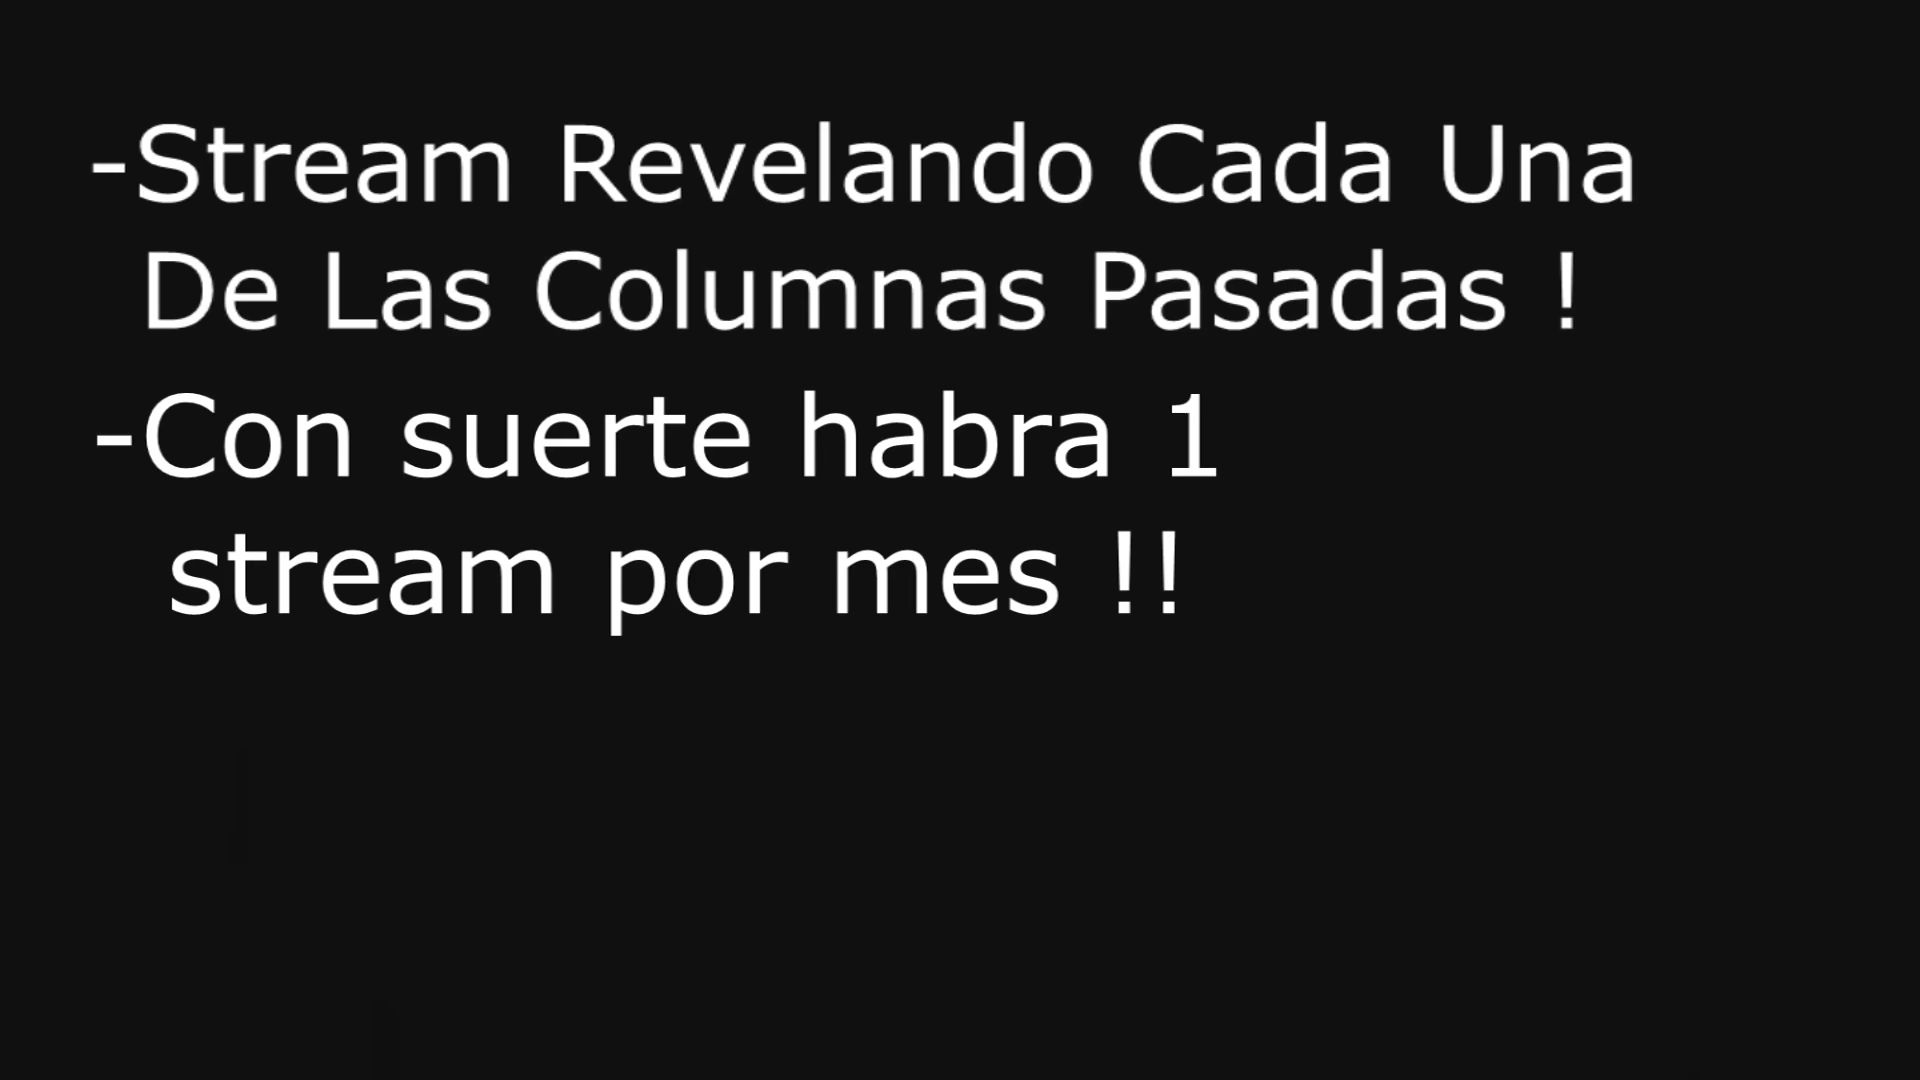 -Stream Revelando Cada Una
De Las Columnas Pasadas !
-Con suerte habra 1
stream por mes !!